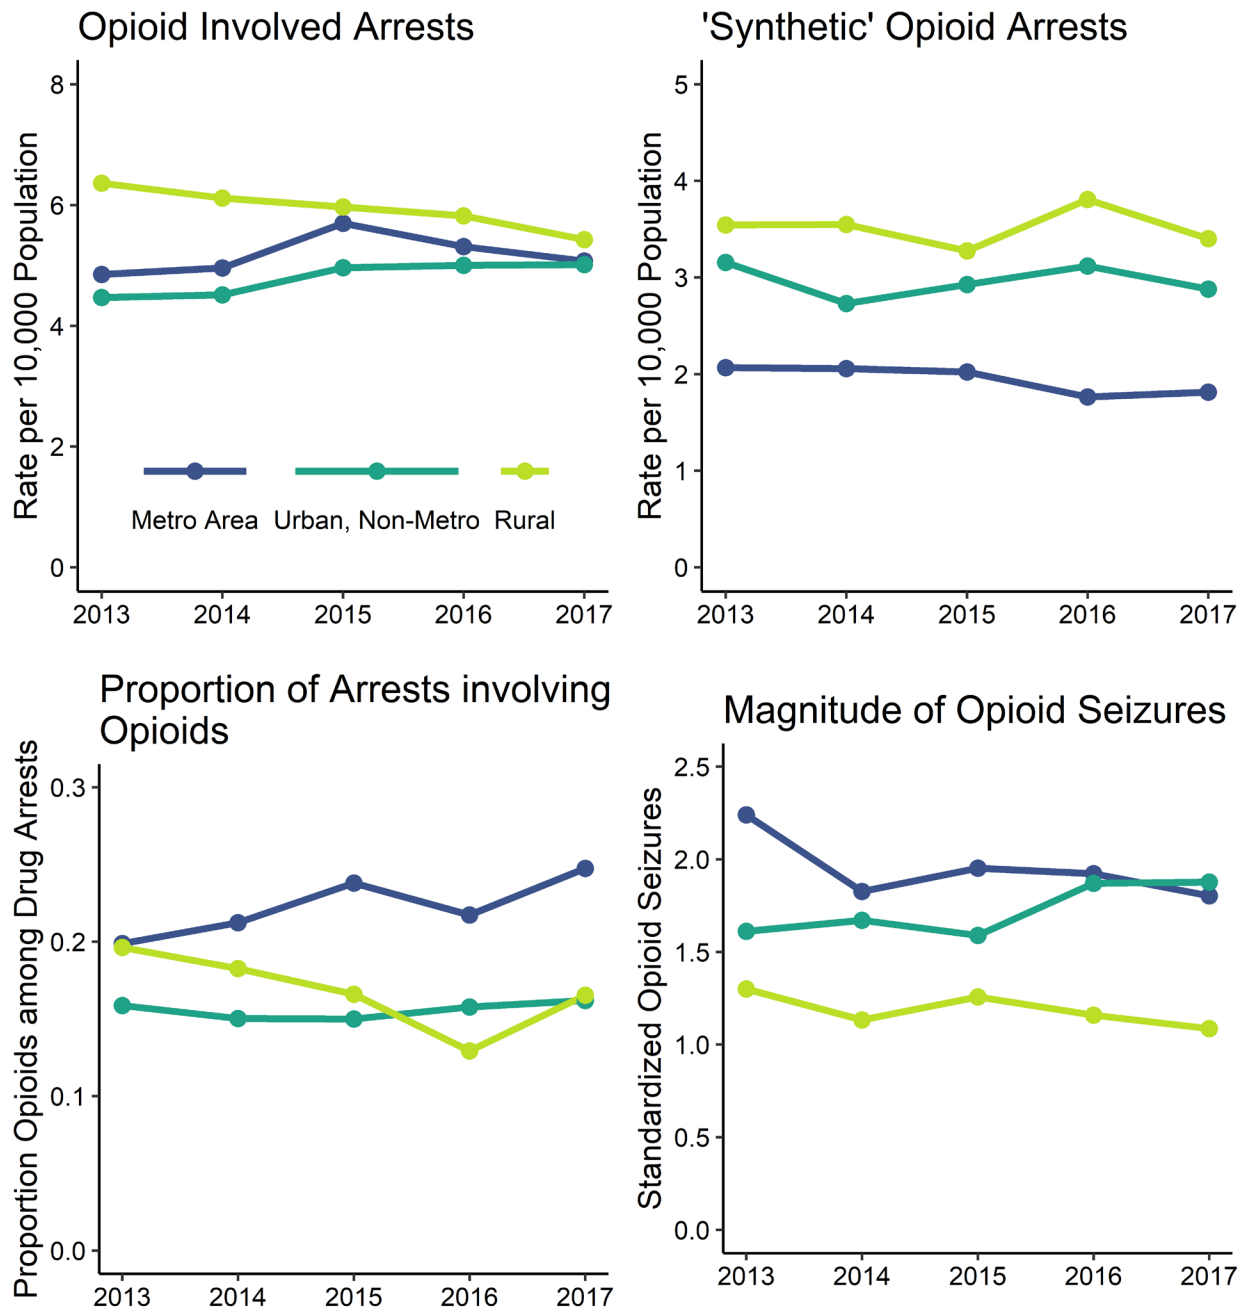 Opioid Involved Arrests
Rate per 10,000 Population
8
6
4
2
0
Metro Area Urban, Non-Metro Rural
2013 2014 2015 2016 2017
'Synthetic' Opioid Arrests
Rate per 10,000 Population
5
4
3
2
1
0
2013 2014 2015 2016 2017
Proportion of Arrests involving
Opioids
Proportion Opioids among Drug Arrests
0.3
0.2
0.1
0.0
2013 2014 2015 2016 2017
Magnitude of Opioid Seizures
Standardized Opioid Seizures
2.5
2.0
1.5
1.0
0.5
0.0
2013 2014 2015 2016 2017